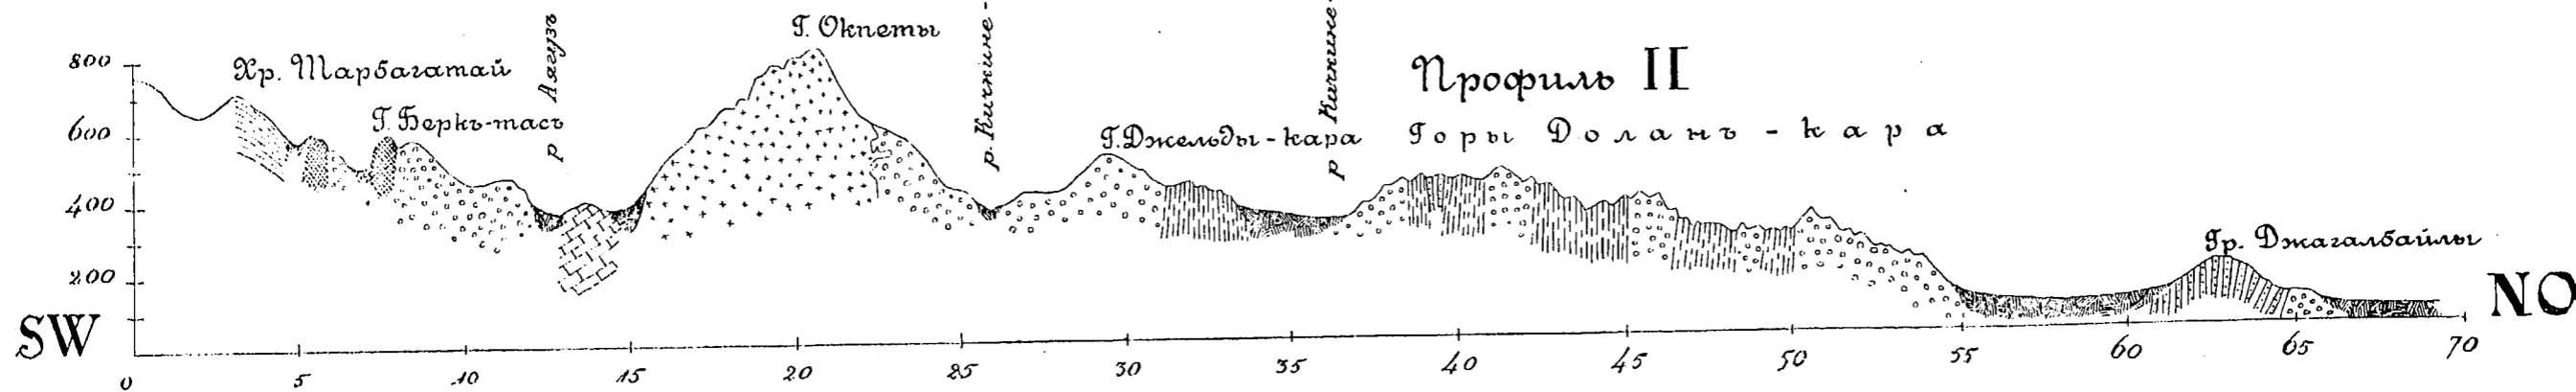 Профиль II
Г. Окпеты
Хр. Тарбагатай
Г. Беркъ-тасъ
р Аягузъ
р. Кичкине-
Г. Джельды-кара
р Кичкине-
Горы Доланъ-кара
Гр. Джагалбайлы
800
600
400
200
SW
NO
0 5 10 15 20 25 30 35 40 45 50 55 60 65 70